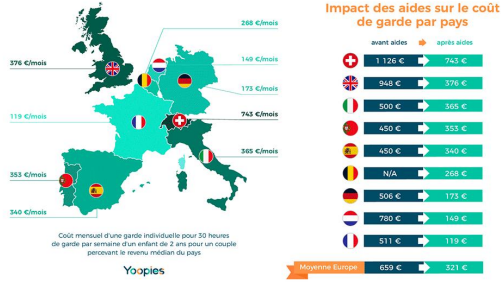 268 €/mois
149 €/mois
376 €/mois
173 €/mois
119 €/mois
743 €/mois
365 €/mois
353 €/mois
340 €/mois
Coût mensuel d'une garde individuelle pour 30 heures
de garde par semaine d'un enfant de 2 ans pour un couple
percevant le revenu médian du pays
Yoopies
Impact des aides sur le coût
de garde par pays
avant aides après aides
1 126 € 743 €
948 € 376 €
500 € 365 €
450 € 353 €
450 € 340 €
N/A 268 €
506 € 173 €
780 € 149 €
511 € 119 €
Moyenne Europe 659 € 321 €